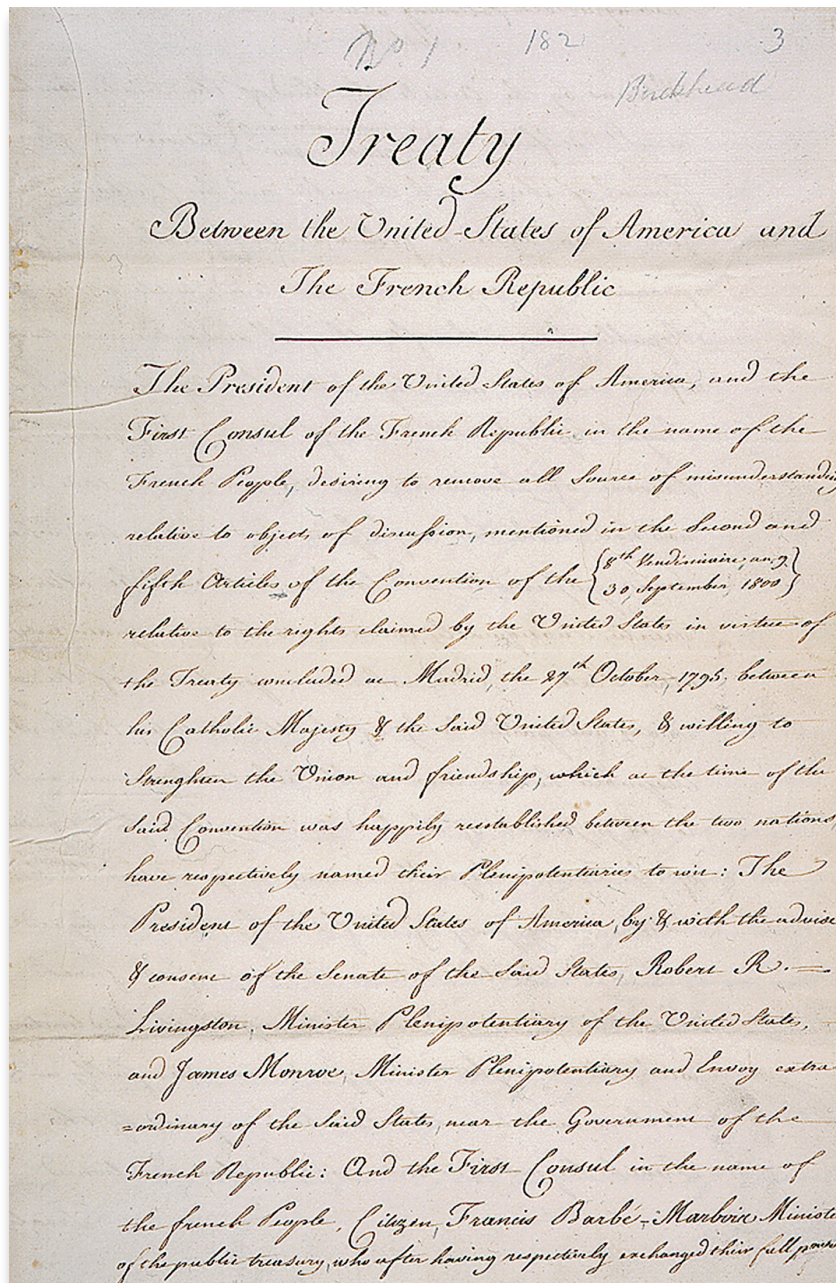 No 1 182 3
Birckhead
Treaty
Between the United States of America and
The French Republic
The President of the United States of America, and the
First Consul of the French Republic in the name of the
French People, desiring to remove all Source of misunderstanding
relative to objects of discussion, mentioned in the Second and
fifth Articles of the Convention of the {8th Vendémiaire, an 9,
30, September, 1800}
relative to the rights claimed by the United States in virtue of
the Treaty concluded at Madrid, the 27th October, 1795, between
his Catholic Majesty & the Said United States, & willing to
Strenghten the Union and friendship, which at the time of the
Said Convention was happily reestablished between the two nations,
have respectively named their Plenipotentiaries to wit: The
President of the United States of America, by & with the advise
& consent of the Senate of the Said States, Robert R.
Livingston, Minister Plenipotentiary of the United States,
and James Monroe, Minister Plenipotentiary and Envoy extra
=ordinary of the Said States, near the Government of the
French Republic: And the First Consul in the name of
the french People, Citizen, Francis Barbé-Marbois Ministe
of the public treasury, who after having respectively exchanged their full powe